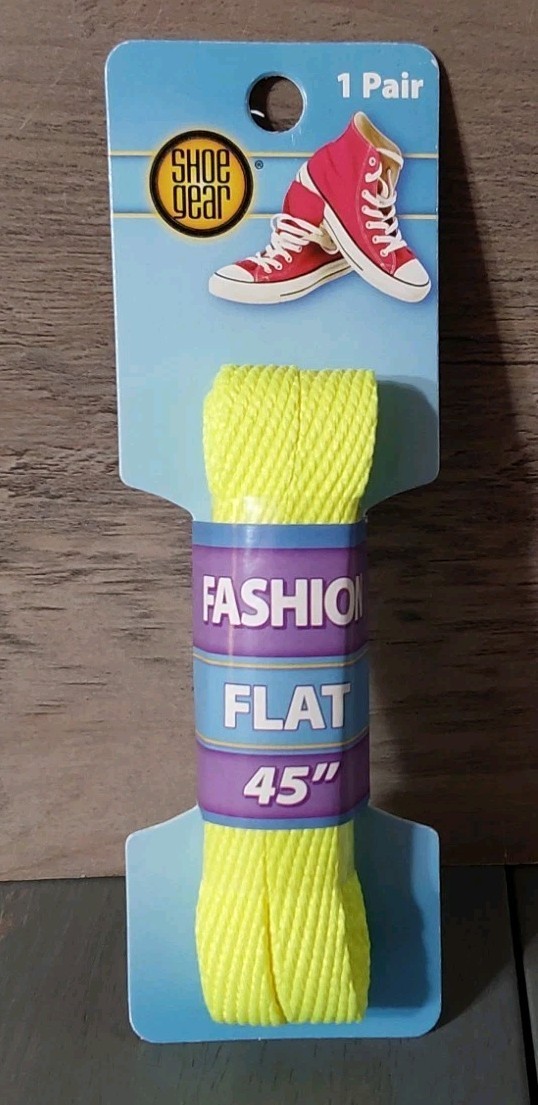 1 Pair
SHOE
gear®
FASHION
FLAT
45"